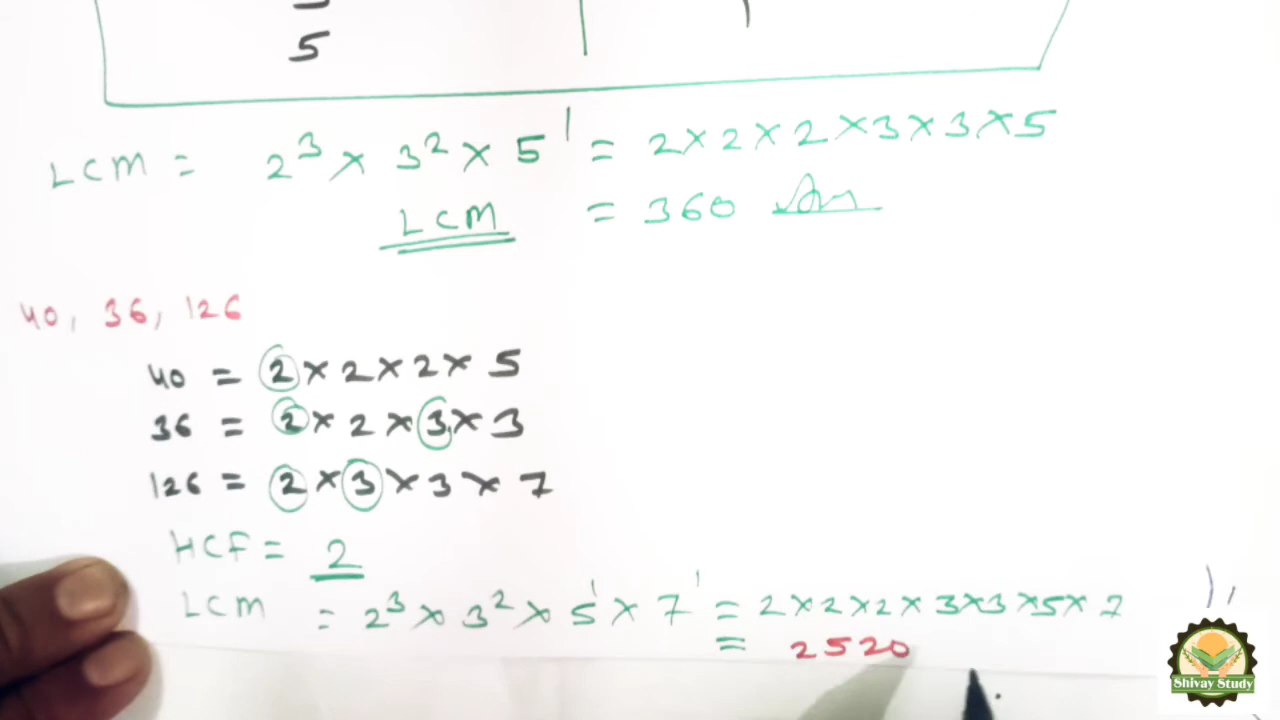 5
LCM = 2³ × 3² × 5¹ = 2×2×2×3×3×5
LCM = 360 Ans
40, 36, 126
40 = 2×2×2×5
36 = 2×2×3×3
126 = 2×3×3×7
HCF = 2
LCM = 2³ × 3² × 5¹ × 7¹ = 2×2×2×3×3×5×7
= 2520
Shivay Study